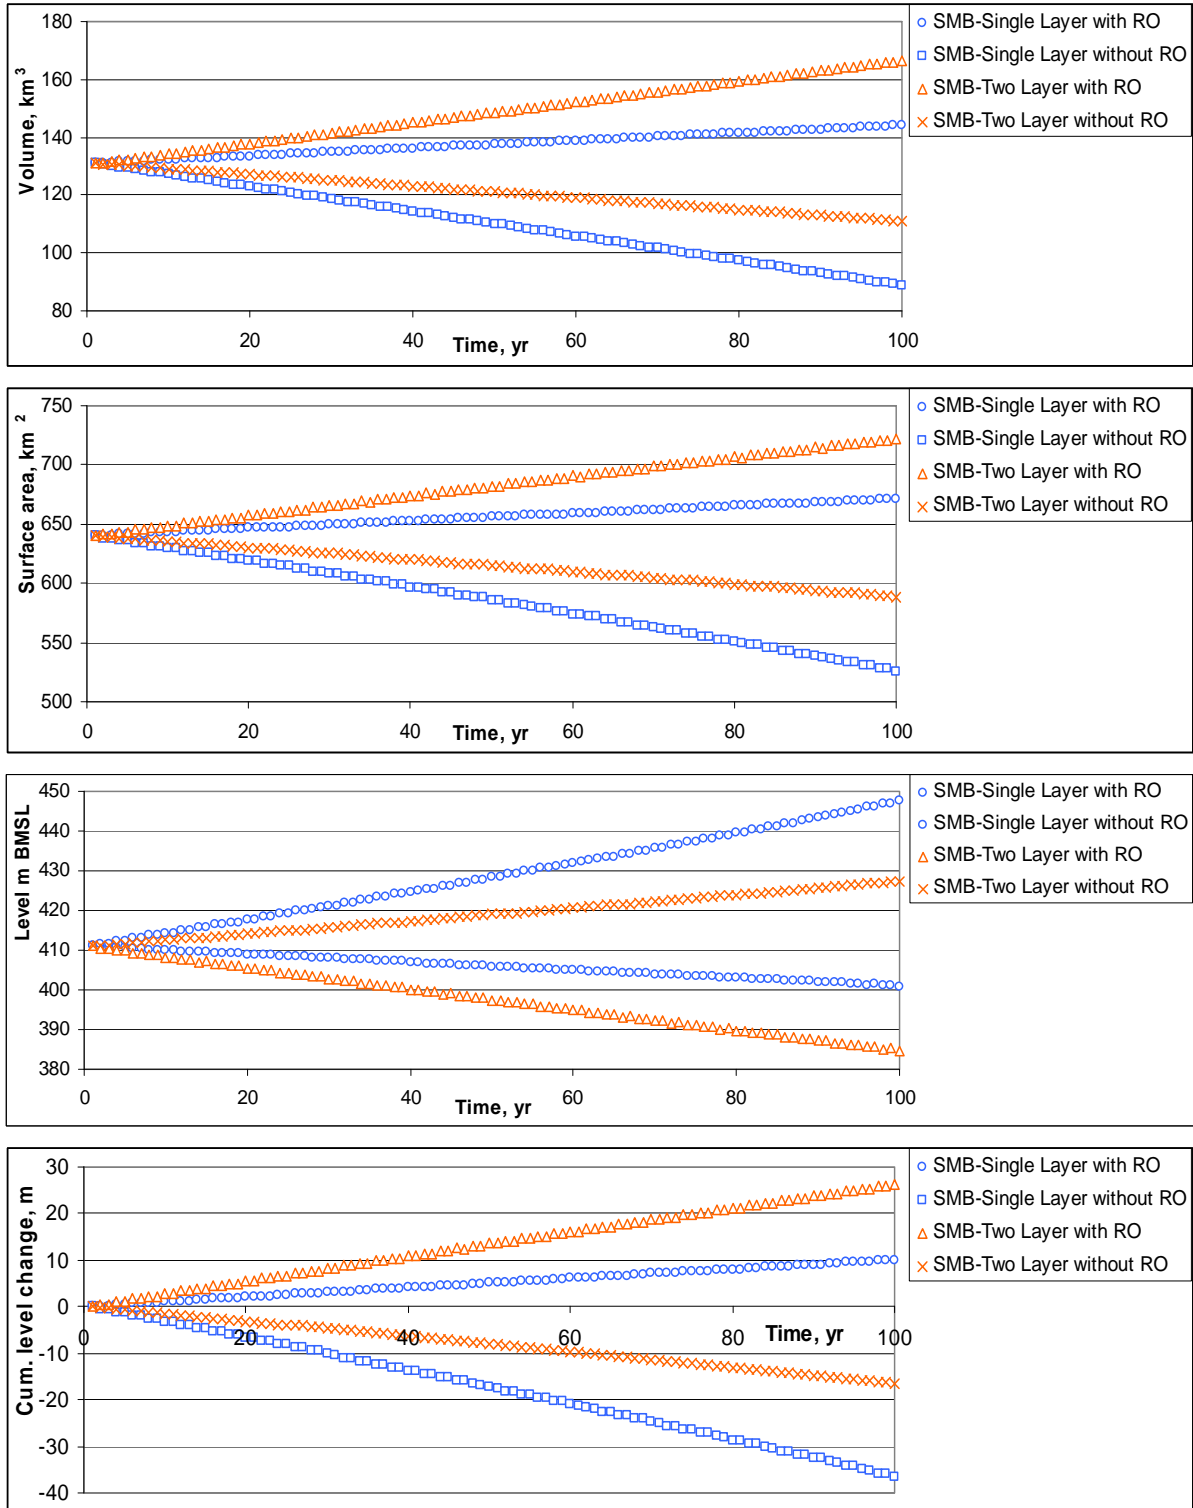 180
160
140
120
100
80
Volume, km3
0
20
40
60
80
100
Time, yr
SMB-Single Layer with RO
SMB-Single Layer without RO
SMB-Two Layer with RO
SMB-Two Layer without RO
750
700
650
600
550
500
Surface area, km 2
0
20
40
60
80
100
Time, yr
SMB-Single Layer with RO
SMB-Single Layer without RO
SMB-Two Layer with RO
SMB-Two Layer without RO
450
440
430
420
410
400
390
380
Level m BMSL
0
20
40
60
80
100
Time, yr
SMB-Single Layer with RO
SMB-Single Layer without RO
SMB-Two Layer with RO
SMB-Two Layer without RO
30
20
10
0
-10
-20
-30
-40
Cum. level change, m
0
20
40
60
80
100
Time, yr
SMB-Single Layer with RO
SMB-Single Layer without RO
SMB-Two Layer with RO
SMB-Two Layer without RO